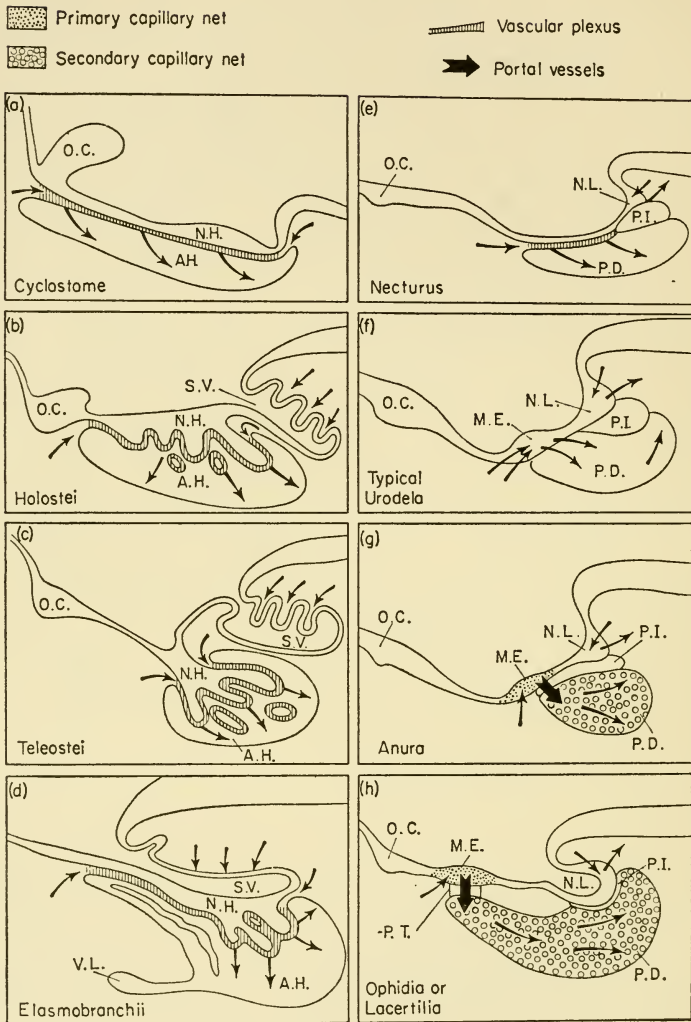 Primary capillary net
Secondary capillary net
Vascular plexus
Portal vessels
(a)
O.C.
N.H.
A.H.
Cyclostome
(b)
S.V.
O.C.
N.H.
A.H.
Holostei
(c)
O.C.
S.V.
N.H.
A.H.
Teleostei
(d)
S.V.
N.H.
V.L.
A.H.
Elasmobranchii
(e)
O.C.
N.L.
P.I.
P.D.
Necturus
(f)
N.L.
O.C.
M.E.
P.I
P.D.
Typical
Urodela
(g)
O.C.
N.L.
P.I.
M.E.
Anura
P.D.
(h)
O.C.
M.E.
P.I.
N.L.
-P.T.
P.D.
Ophidia or
Lacertilia